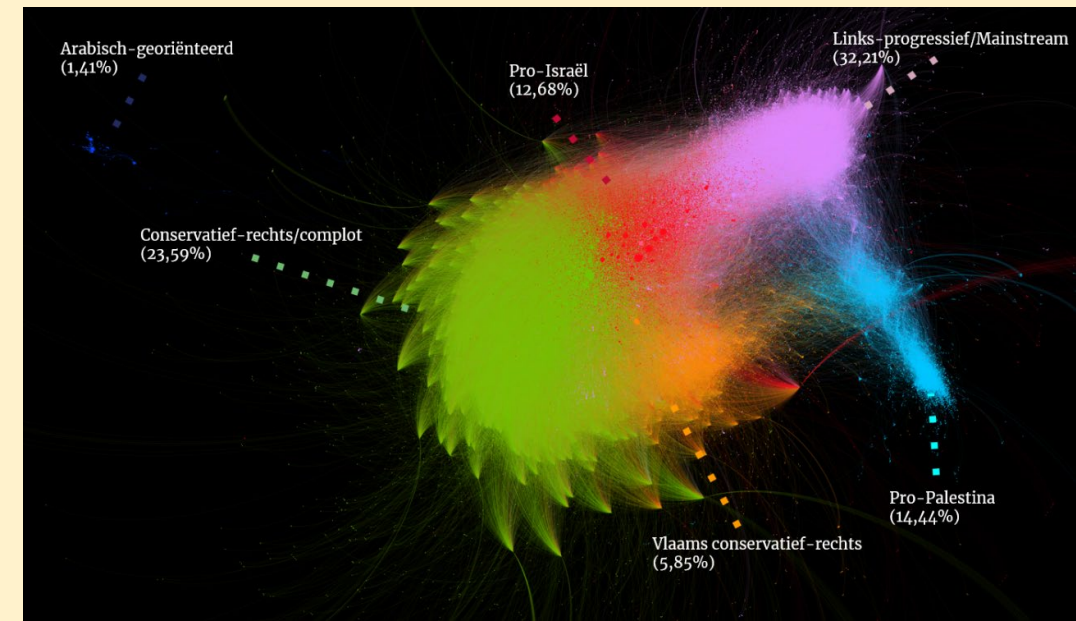 Arabisch-georiënteerd
(1,41%)
Pro-Israël
(12,68%)
Links-progressief/Mainstream
(32,21%)
Conservatief-rechts/complot
(23,59%)
Pro-Palestina
(14,44%)
Vlaams conservatief-rechts
(5,85%)